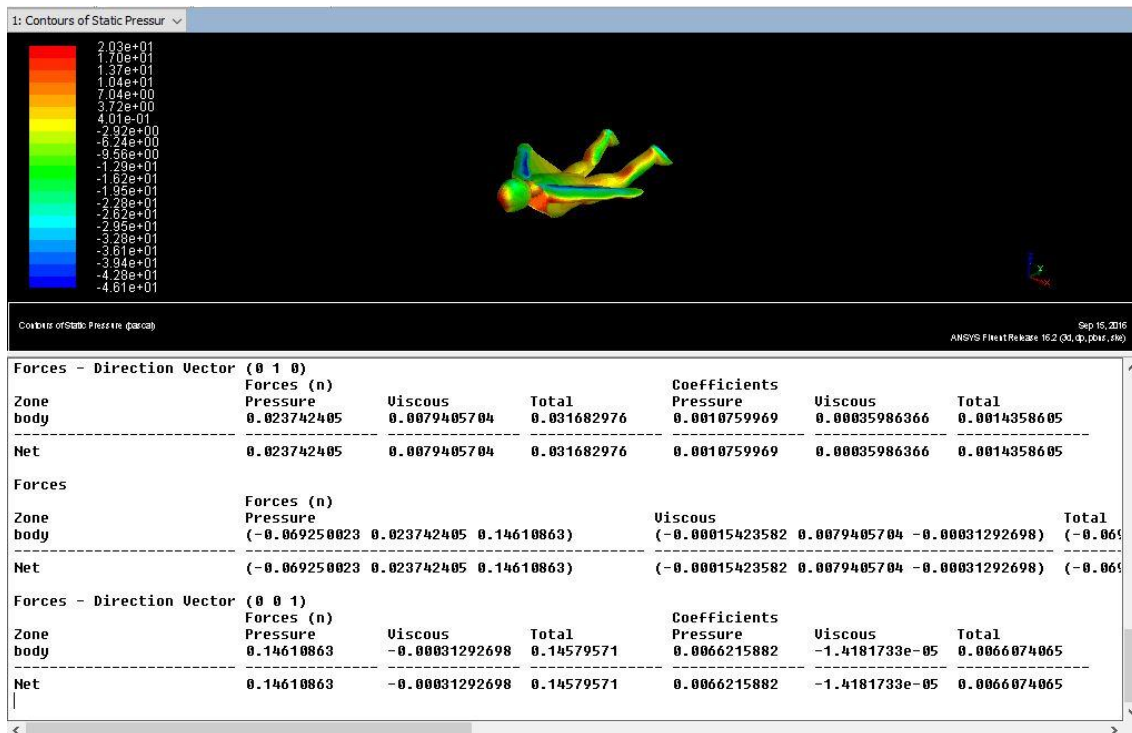 1: Contours of Static Pressur
2.03e+01
1.70e+01
1.37e+01
1.04e+01
7.04e+00
3.72e+00
4.01e-01
-2.92e+00
-6.24e+00
-9.56e+00
-1.29e+01
-1.62e+01
-1.95e+01
-2.28e+01
-2.62e+01
-2.95e+01
-3.28e+01
-3.61e+01
-3.94e+01
-4.28e+01
-4.61e+01
Y
X
Contours of Static Pressure (pascal)
Sep 15, 2016
ANSYS Fluent Release 16.2 (3d, dp, pbns, ske)
Forces - Direction Vector (0 1 0)
Forces (n) Coefficients
Zone Pressure Viscous Total Pressure Viscous Total
body 0.023742405 0.0079405704 0.031682976 0.0010759969 0.00035986366 0.0014358605
Net 0.023742405 0.0079405704 0.031682976 0.0010759969 0.00035986366 0.0014358605
Forces
Forces (n)
Zone Pressure Viscous Total
body (-0.069250023 0.023742405 0.14610863) (-0.00015423582 0.0079405704 -0.00031292698) (-0.069
Net (-0.069250023 0.023742405 0.14610863) (-0.00015423582 0.0079405704 -0.00031292698) (-0.069
Forces - Direction Vector (0 0 1)
Forces (n) Coefficients
Zone Pressure Viscous Total Pressure Viscous Total
body 0.14610863 -0.00031292698 0.14579571 0.0066215882 -1.4181733e-05 0.0066074065
Net 0.14610863 -0.00031292698 0.14579571 0.0066215882 -1.4181733e-05 0.0066074065